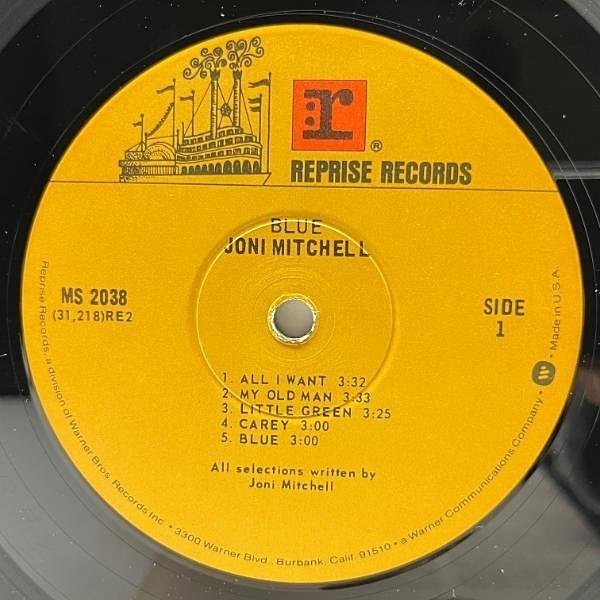 r
®
REPRISE RECORDS
BLUE
JONI MITCHELL
MS 2038
(31,218)RE2
SIDE
1
1. ALL I WANT 3:32
2. MY OLD MAN 3:33
3. LITTLE GREEN 3:25
4. CAREY 3:00
5. BLUE 3:00
All selections written by
Joni Mitchell
Reprise Records, a division of Warner Bros. Records Inc. • 3300 Warner Blvd., Burbank, Calif. 91510 • a Warner Communications Company • W • Made in U.S.A.